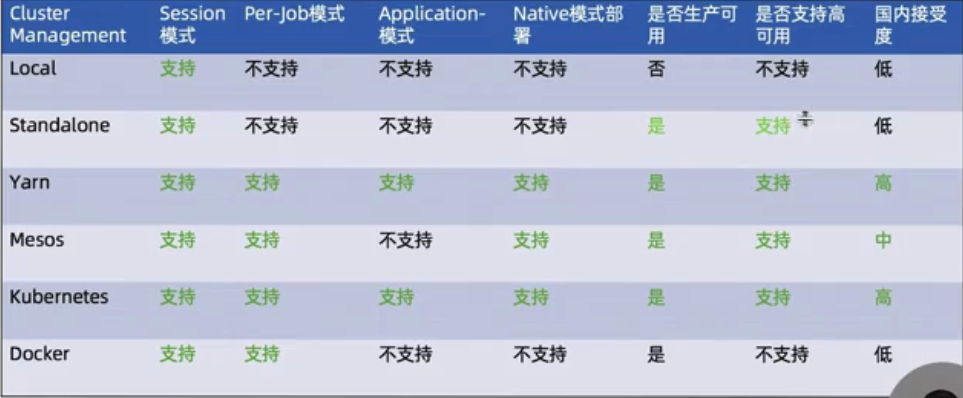 Cluster Management Session模式 Per-Job模式 Application-模式 Native模式部署 是否生产可用 是否支持高可用 国内接受度
Local 支持 不支持 不支持 不支持 否 不支持 低
Standalone 支持 不支持 不支持 不支持 是 支持 低
Yarn 支持 支持 支持 支持 是 支持 高
Mesos 支持 支持 不支持 支持 是 支持 中
Kubernetes 支持 支持 支持 支持 是 支持 高
Docker 支持 支持 不支持 不支持 是 不支持 低